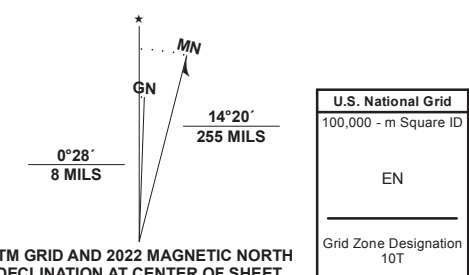 MN
GN
14°20´
255 MILS
0°28´
8 MILS
TM GRID AND 2022 MAGNETIC NORTH
DECLINATION AT CENTER OF SHEET
U.S. National Grid
100,000 - m Square ID
EN
Grid Zone Designation
10T